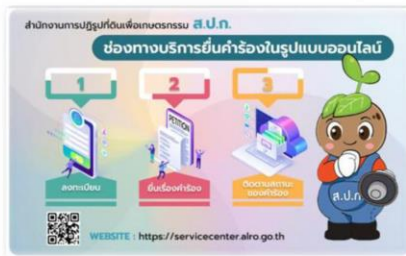 สำนักงานการปฏิรูปที่ดินเพื่อเกษตรกรรม ส.ป.ก.
ช่องทางบริการยื่นคำร้องในรูปแบบออนไลน์
1
2
3
PETITION
ลงทะเบียน
ยื่นเรื่องคำร้อง
ติดตามสถานะ
ของคำร้อง
ส.ป.ก.
WEBSITE : https://servicecenter.alro.go.th